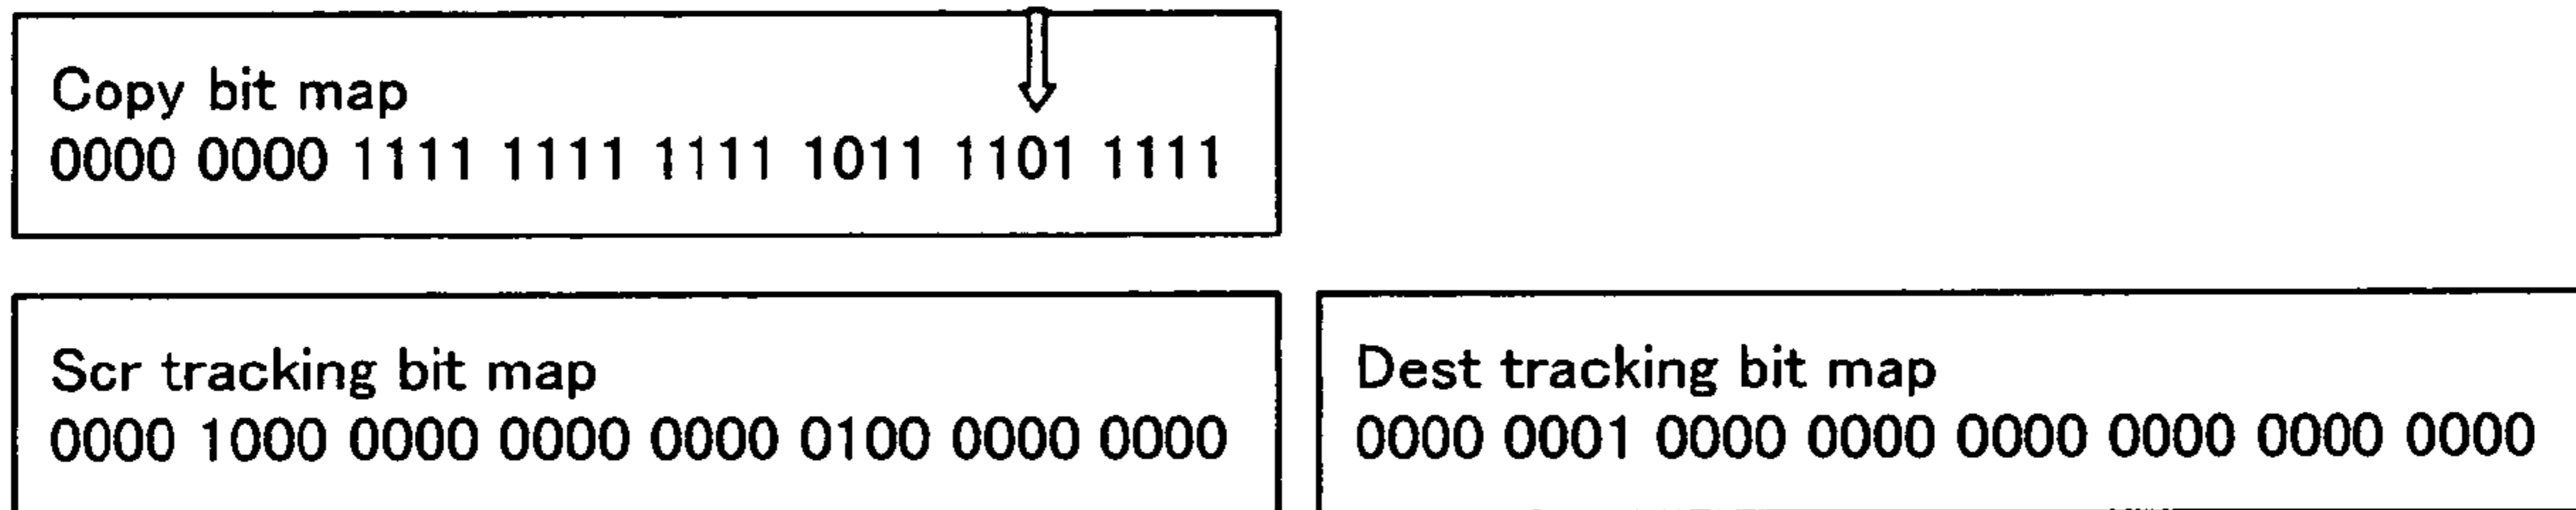 Copy bit map
0000 0000 1111 1111 1111 1011 1101 1111
Scr tracking bit map
0000 1000 0000 0000 0000 0100 0000 0000
Dest tracking bit map
0000 0001 0000 0000 0000 0000 0000 0000